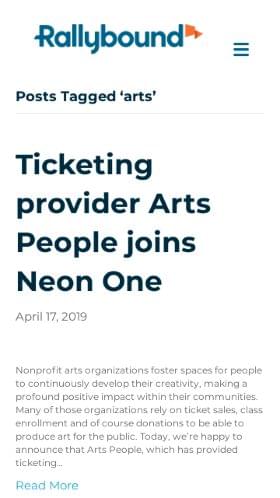 Rallybound
Posts Tagged ‘arts’
Ticketing
provider Arts
People joins
Neon One
April 17, 2019
Nonprofit arts organizations foster spaces for people
to continuously develop their creativity, making a
profound positive impact within their communities.
Many of those organizations rely on ticket sales, class
enrollment and of course donations to be able to
produce art for the public. Today, we’re happy to
announce that Arts People, which has provided
ticketing…
Read More